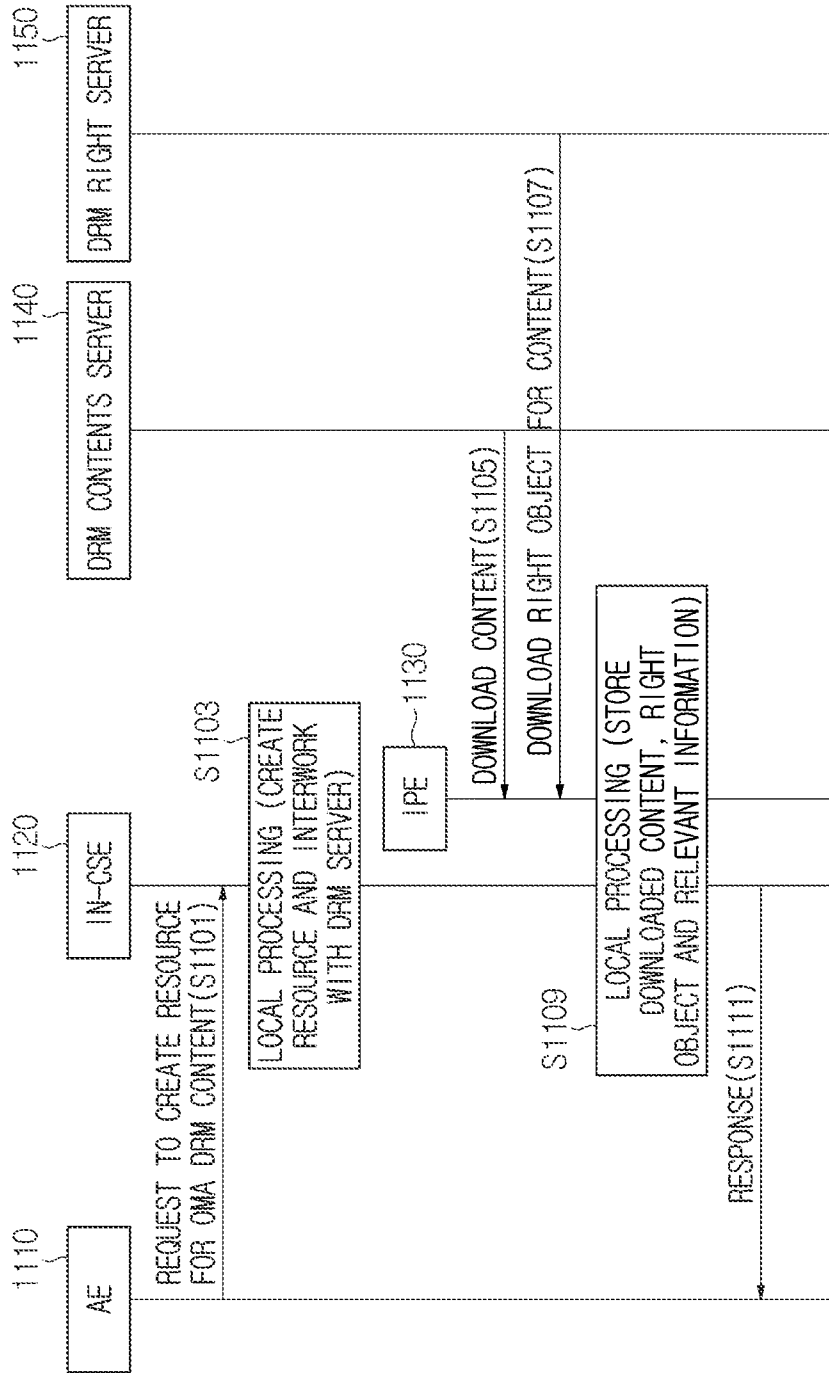 1110
AE
1120
IN-CSE
1130
IPE
1140
DRM CONTENTS SERVER
1150
DRM RIGHT SERVER
REQUEST TO CREATE RESOURCE
FOR OMA DRM CONTENT(S1101)
S1103
LOCAL PROCESSING (CREATE
RESOURCE AND INTERWORK
WITH DRM SERVER)
DOWNLOAD CONTENT(S1105)
DOWNLOAD RIGHT OBJECT FOR CONTENT(S1107)
S1109
LOCAL PROCESSING (STORE
DOWNLOADED CONTENT, RIGHT
OBJECT AND RELEVANT INFORMATION)
RESPONSE(S1111)